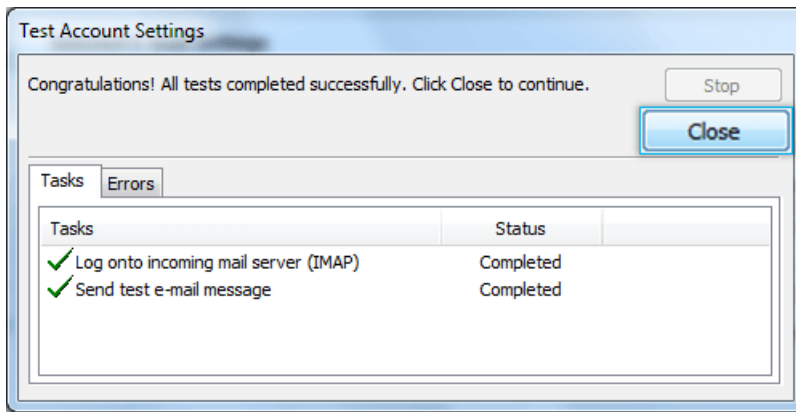 Test Account Settings
Congratulations! All tests completed successfully. Click Close to continue.
Stop
Close
Tasks
Errors
Tasks Status
Log onto incoming mail server (IMAP) Completed
Send test e-mail message Completed